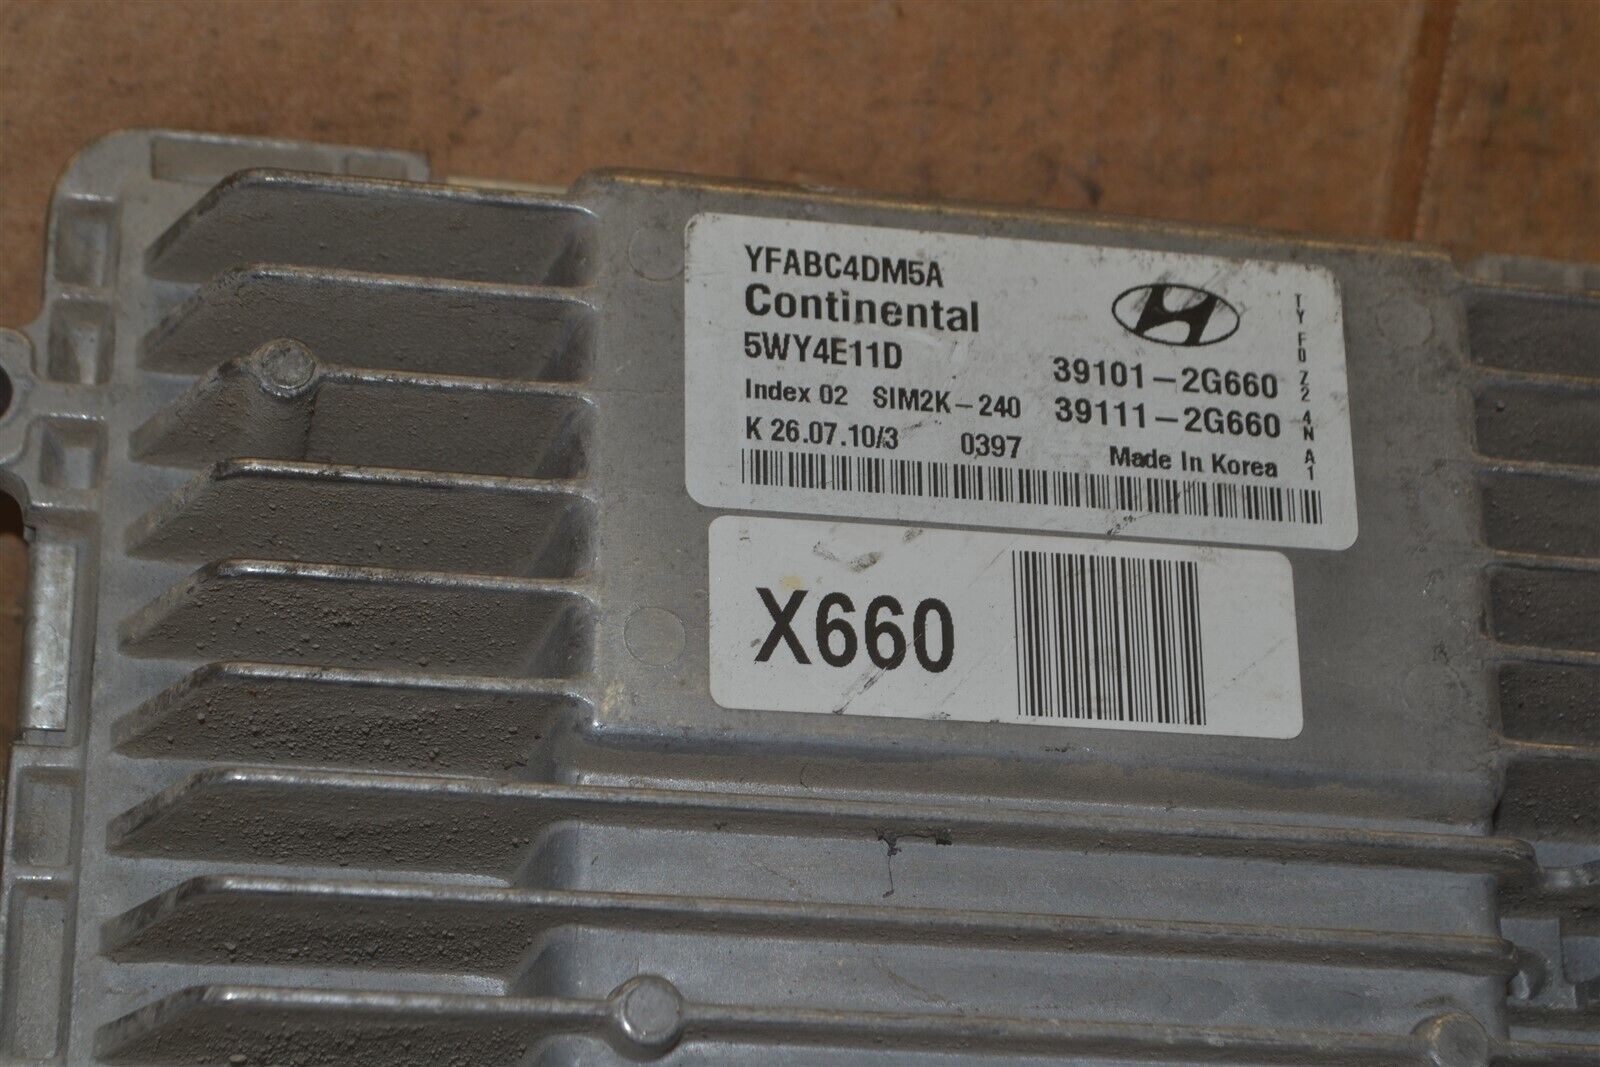 YFABC4DM5A
Continental
5WY4E11D
39101-2G660
Index 02 SIM2K-240 39111-2G660
K 26.07.10/3 0397 Made In Korea
TYF0Z24NA1
X660